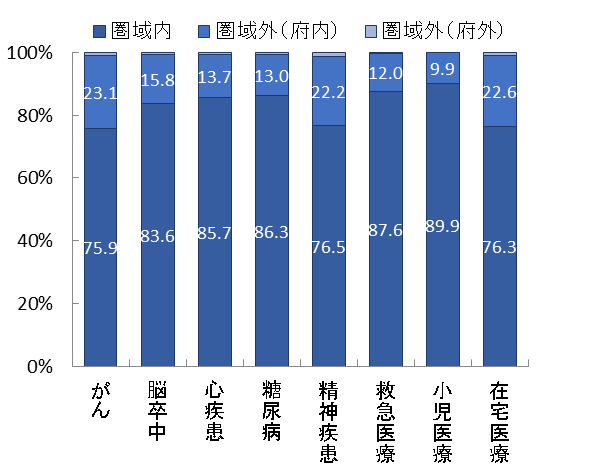 圏域内 圏域外(府内) 圏域外(府外)
100%
80%
60%
40%
20%
0%
23.1 15.8 13.7 13.0 22.2 12.0 9.9 22.6
75.9 83.6 85.7 86.3 76.5 87.6 89.9 76.3
がん
脳卒中
心疾患
糖尿病
精神疾患
救急医療
小児医療
在宅医療